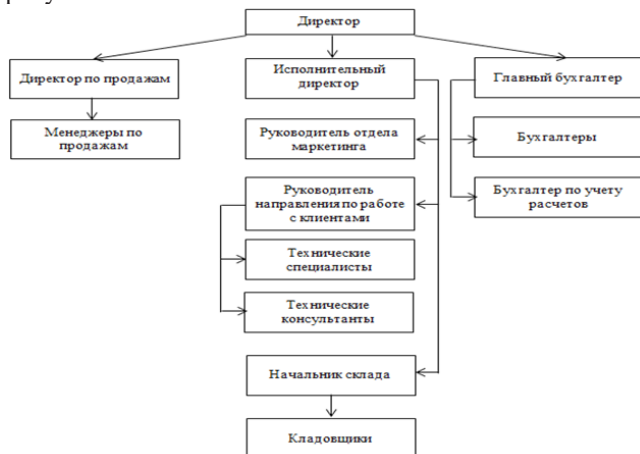 Директор
Директор по продажам
Исполнительный
директор
Главный бухгалтер
Менеджеры по
продажам
Руководитель отдела
маркетинга
Бухгалтеры
Руководитель
направления по работе
с клиентами
Бухгалтер по учету
расчетов
Технические
специалисты
Технические
консультанты
Начальник склада
Кладовщики